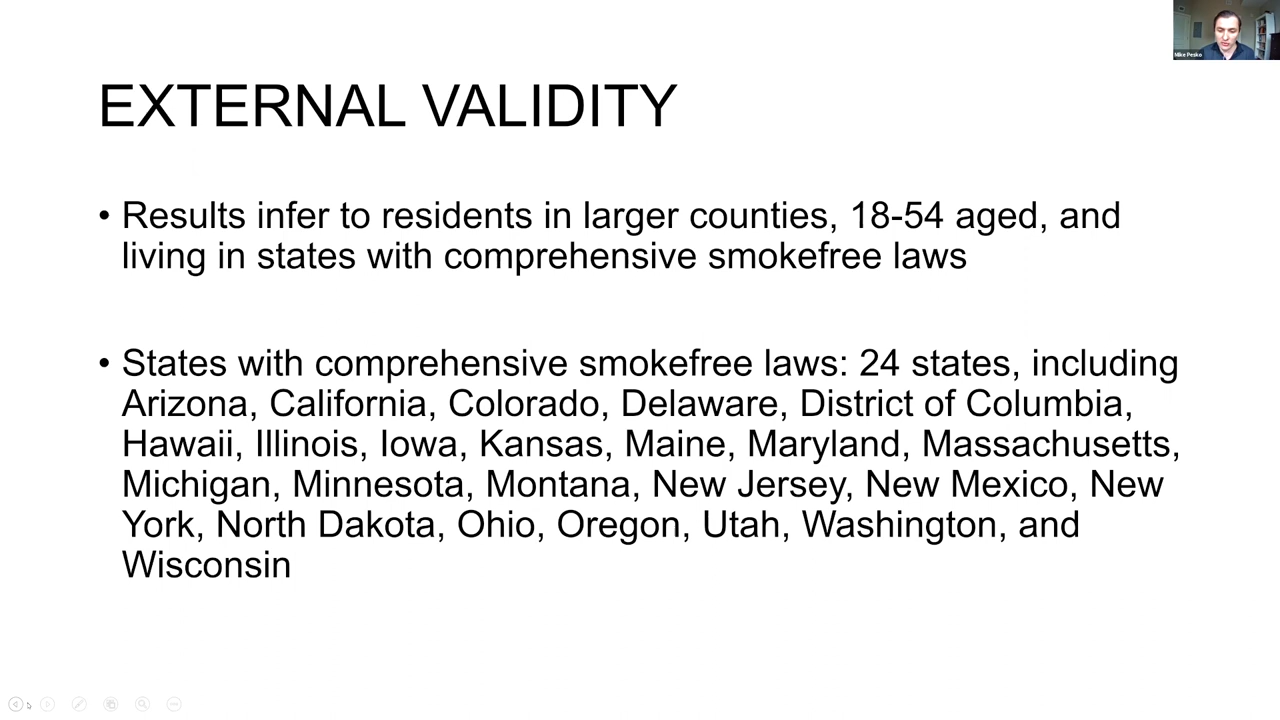 Mike Pesko
EXTERNAL VALIDITY
• Results infer to residents in larger counties, 18-54 aged, and
living in states with comprehensive smokefree laws
• States with comprehensive smokefree laws: 24 states, including
Arizona, California, Colorado, Delaware, District of Columbia,
Hawaii, Illinois, Iowa, Kansas, Maine, Maryland, Massachusetts,
Michigan, Minnesota, Montana, New Jersey, New Mexico, New
York, North Dakota, Ohio, Oregon, Utah, Washington, and
Wisconsin